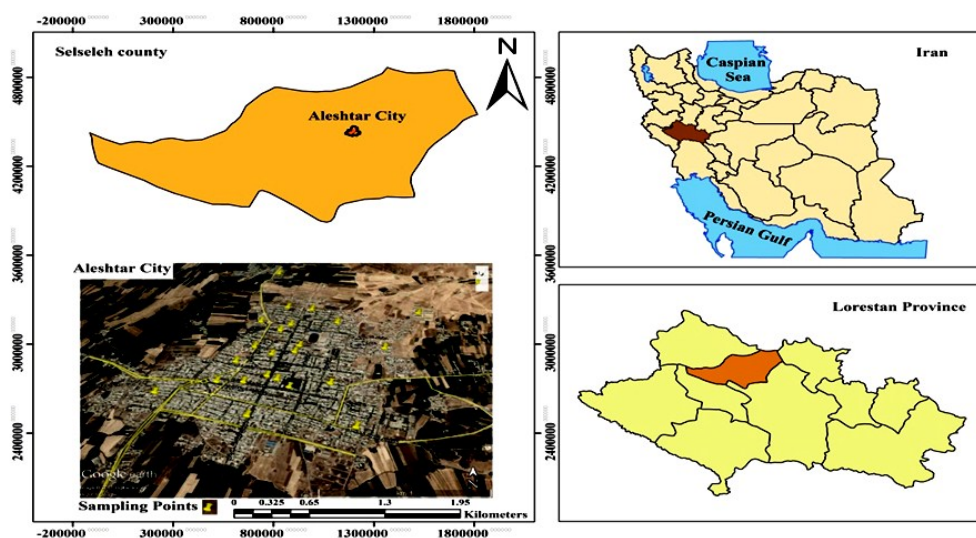 -200000 300000 800000 1300000 1800000
Selseleh county
N
Aleshtar City
4800000
4200000
3600000
3000000
2400000
4800000
4200000
3600000
3000000
2400000
Aleshtar City
Google earth
Sampling Points
0 0.325 0.65 1.3 1.95
Kilometers
-200000 300000 800000 1300000 1800000
Iran
Caspian
Sea
Persian Gulf
Lorestan Province